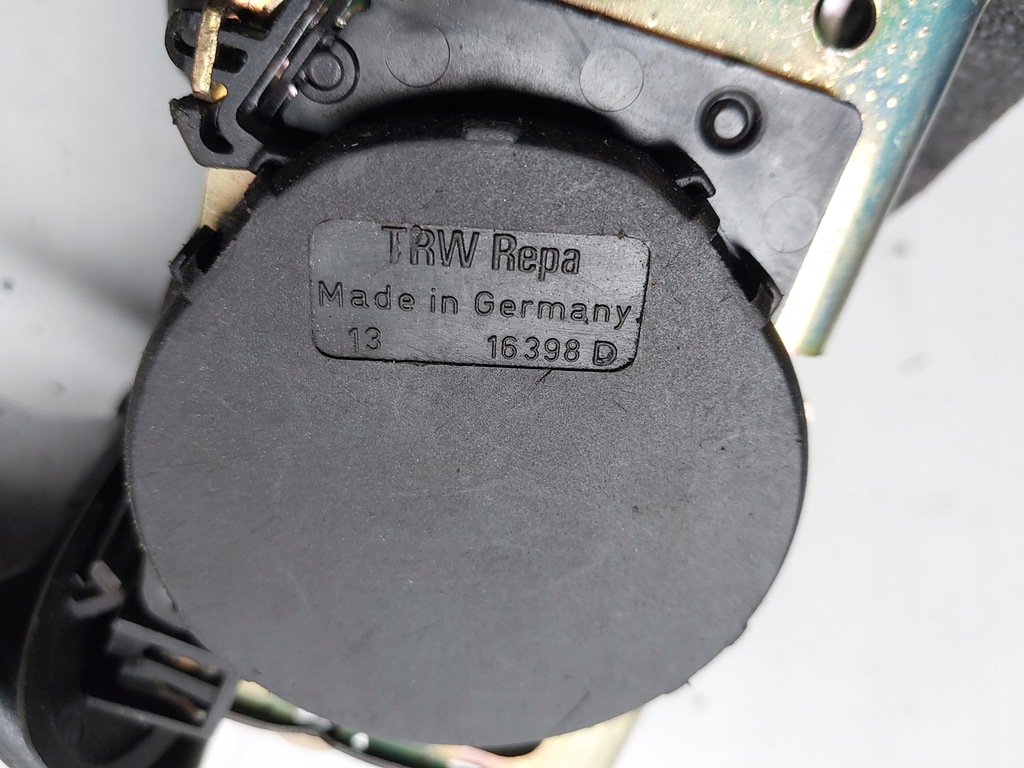 TRW Repa
Made in Germany
13 16398 D